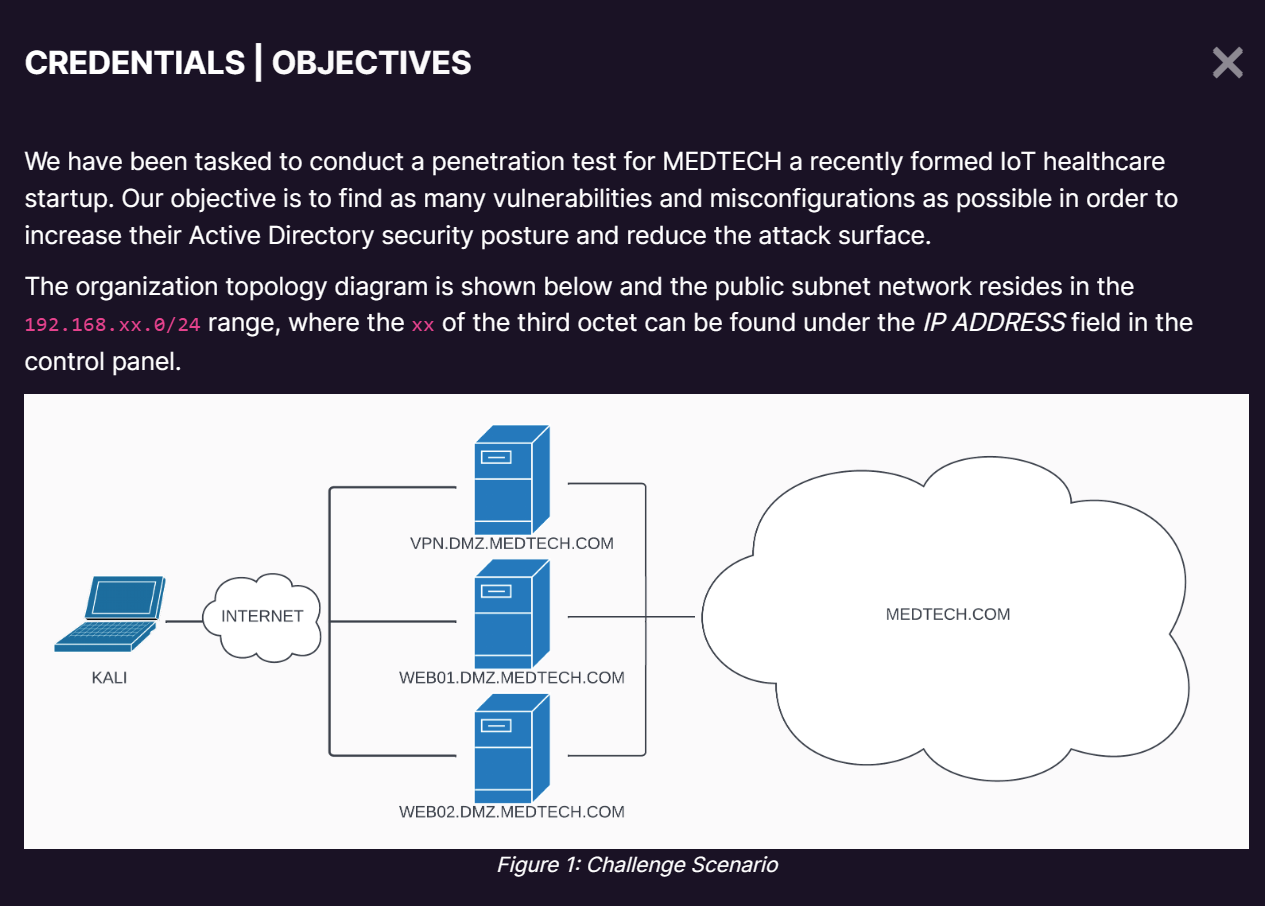 CREDENTIALS | OBJECTIVES
We have been tasked to conduct a penetration test for MEDTECH a recently formed IoT healthcare
startup. Our objective is to find as many vulnerabilities and misconfigurations as possible in order to
increase their Active Directory security posture and reduce the attack surface.
The organization topology diagram is shown below and the public subnet network resides in the
192.168.xx.0/24 range, where the xx of the third octet can be found under the IP ADDRESS field in the
control panel.
VPN.DMZ.MEDTECH.COM
INTERNET
MEDTECH.COM
KALI
WEB01.DMZ.MEDTECH.COM
WEB02.DMZ.MEDTECH.COM
Figure 1: Challenge Scenario